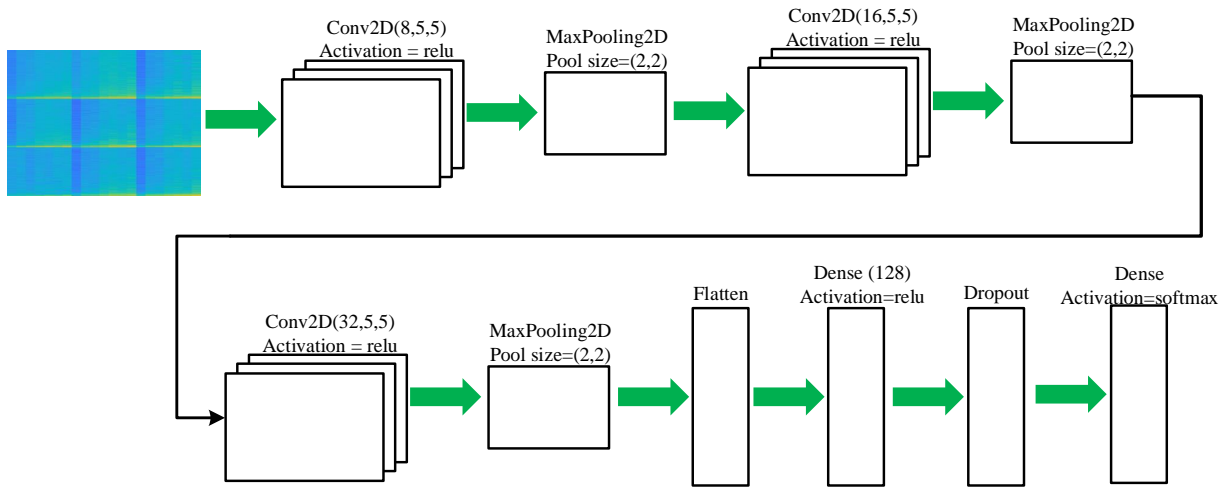 Conv2D(8,5,5)
Activation = relu
MaxPooling2D
Pool size=(2,2)
Conv2D(16,5,5)
Activation = relu
MaxPooling2D
Pool size=(2,2)
Conv2D(32,5,5)
Activation = relu
MaxPooling2D
Pool size=(2,2)
Flatten
Dense (128)
Activation=relu
Dropout
Dense
Activation=softmax